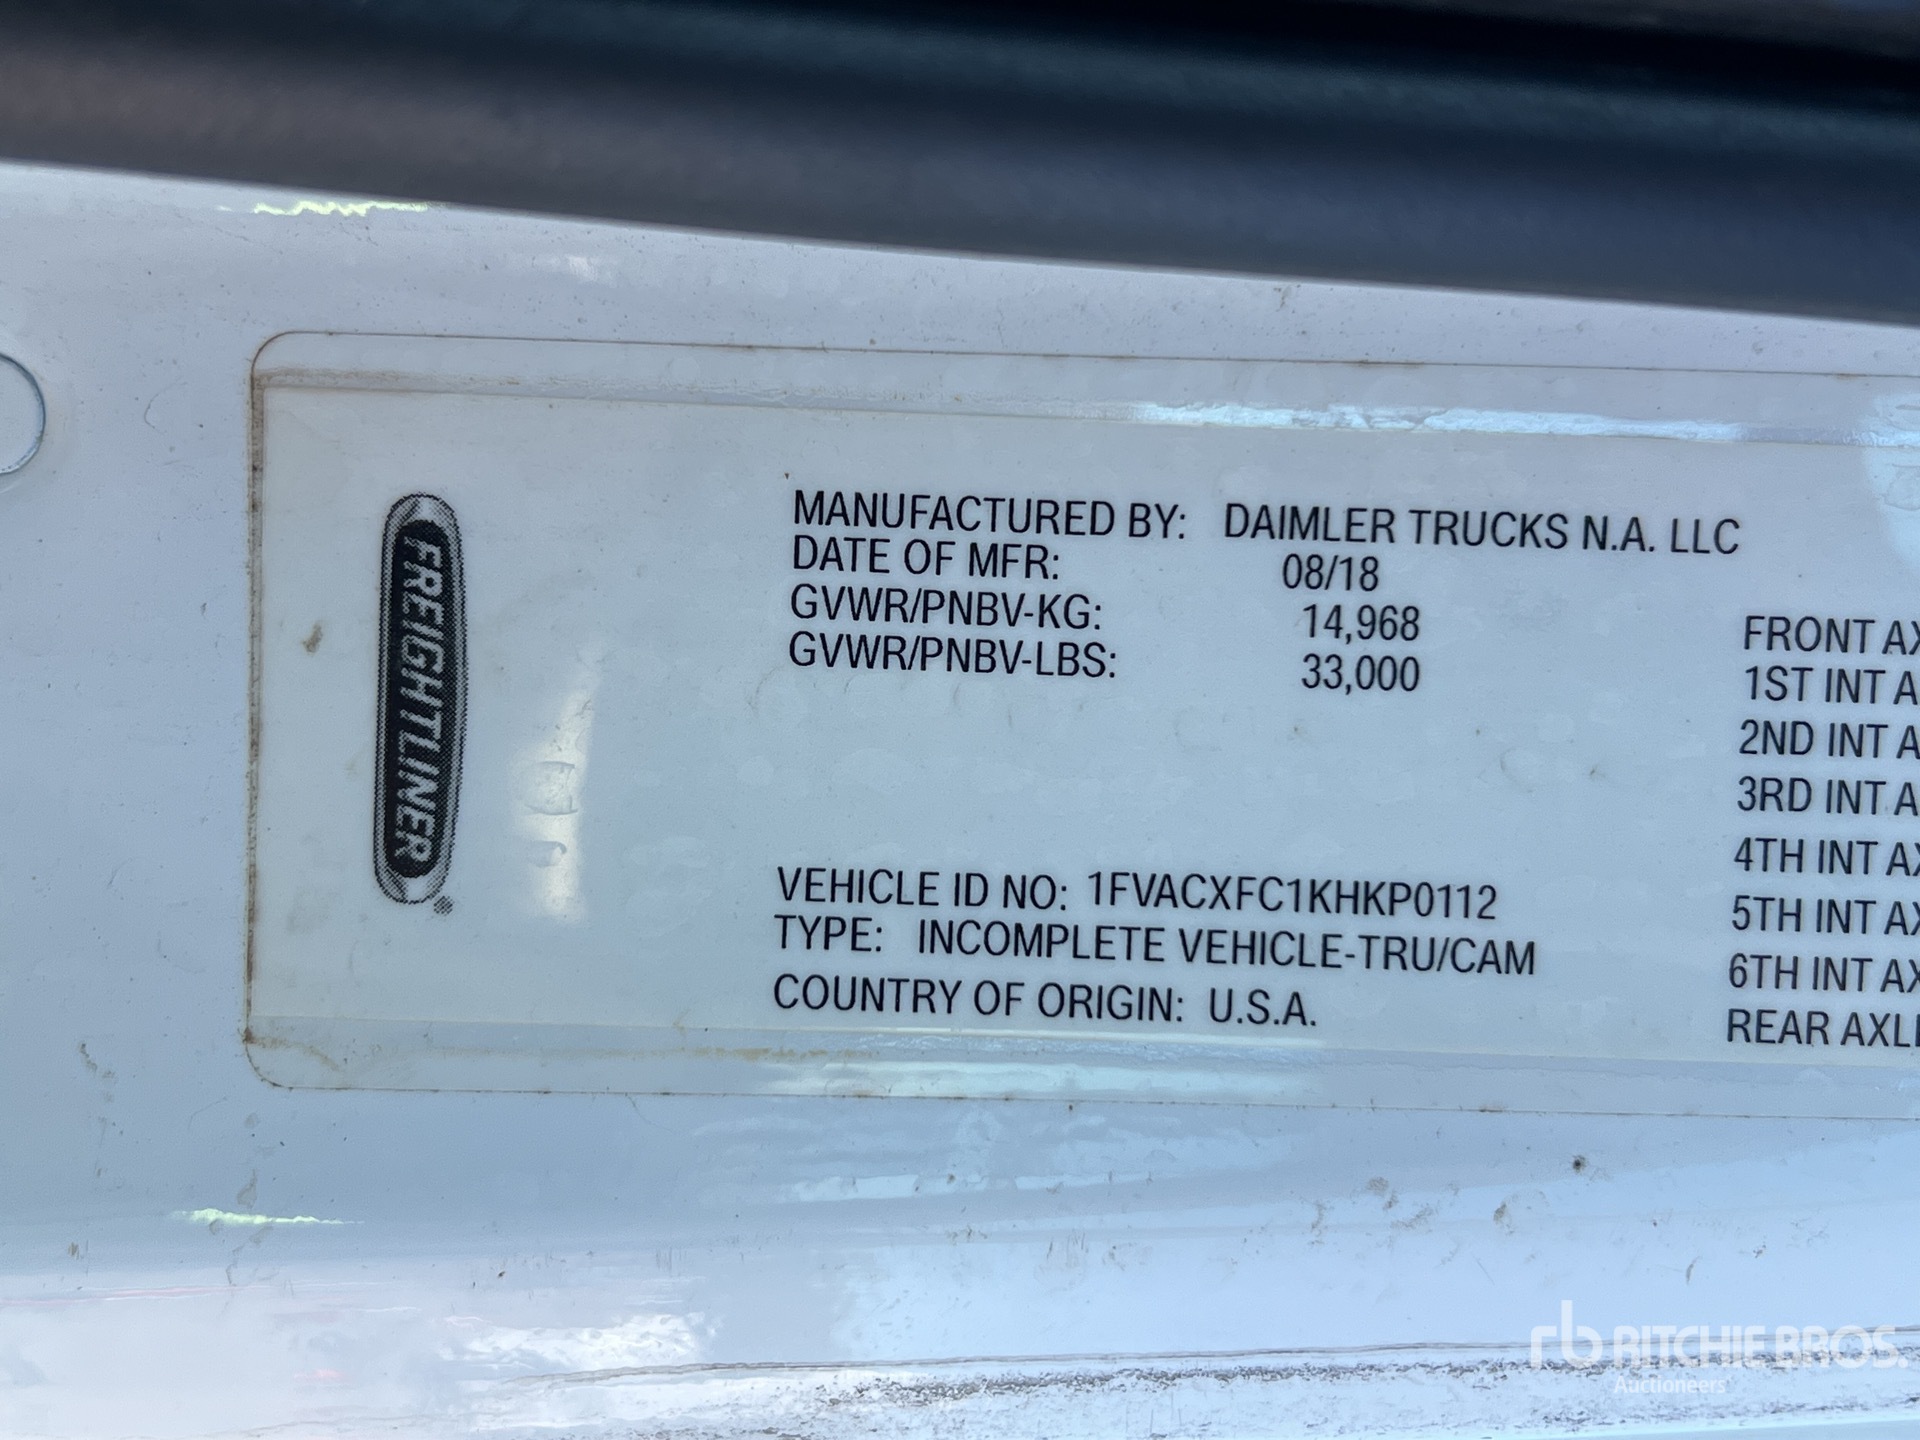 FREIGHTLINER®
MANUFACTURED BY: DAIMLER TRUCKS N.A. LLC
DATE OF MFR: 08/18
GVWR/PNBV-KG: 14,968
GVWR/PNBV-LBS: 33,000
VEHICLE ID NO: 1FVACXFC1KHKP0112
TYPE: INCOMPLETE VEHICLE-TRU/CAM
COUNTRY OF ORIGIN: U.S.A.
FRONT AX
1ST INT A
2ND INT A
3RD INT A
4TH INT AX
5TH INT AX
6TH INT AX
REAR AXL
rb RITCHIE BROS.
Auctioneers